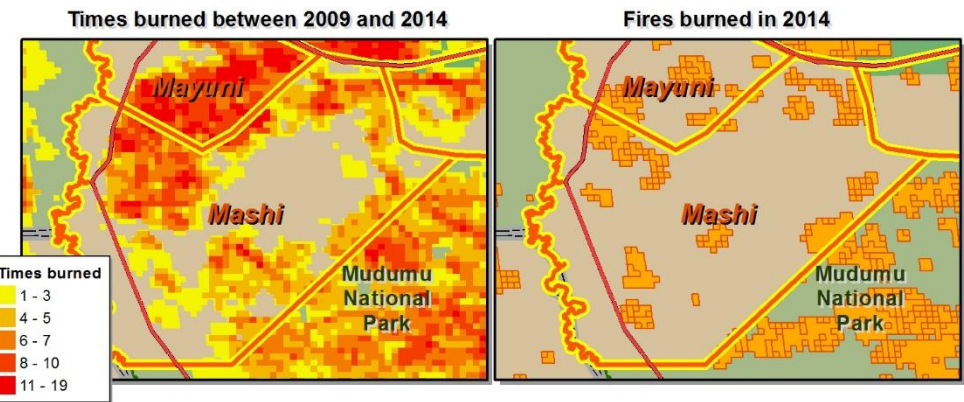 Times burned between 2009 and 2014
Fires burned in 2014
Mayuni
Mashi
Mudumu
National
Park
Times burned
1 - 3
4 - 5
6 - 7
8 - 10
11 - 19
Mayuni
Mashi
Mudumu
National
Park